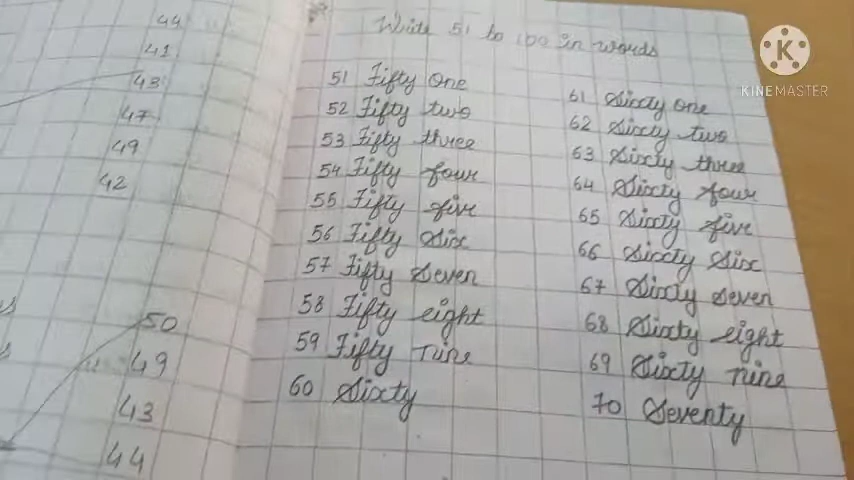 44
41
43
47
49
42
50
49
43
44
Write 51 to 100 in words
51 Fifty One
52 Fifty two
53 Fifty three
54 Fifty four
55 Fifty five
56 Fifty Six
57 Fifty Seven
58 Fifty eight
59 Fifty nine
60 Sixty
61 Sixty one
62 Sixty two
63 Sixty three
64 Sixty four
65 Sixty five
66 Sixty Six
67 Sixty Seven
68 Sixty eight
69 Sixty nine
70 Seventy
K
KINEMASTER